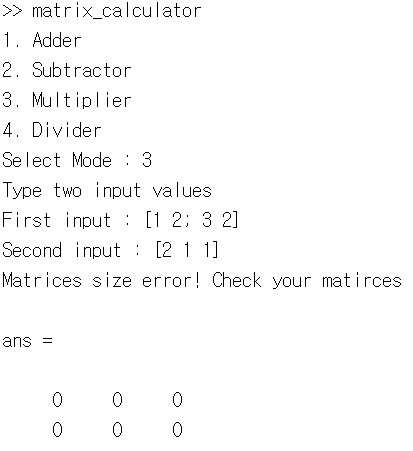 >> matrix_calculator
1. Adder
2. Subtractor
3. Multiplier
4. Divider
Select Mode : 3
Type two input values
First input : [1 2; 3 2]
Second input : [2 1 1]
Matrices size error! Check your matirces
ans =
0 0 0
0 0 0